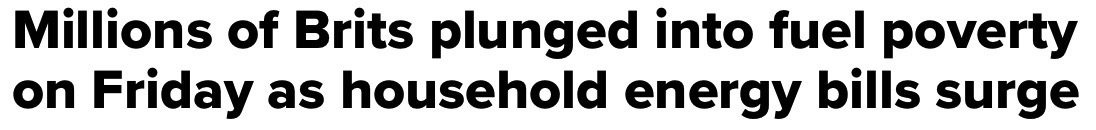 Millions of Brits plunged into fuel poverty
on Friday as household energy bills surge